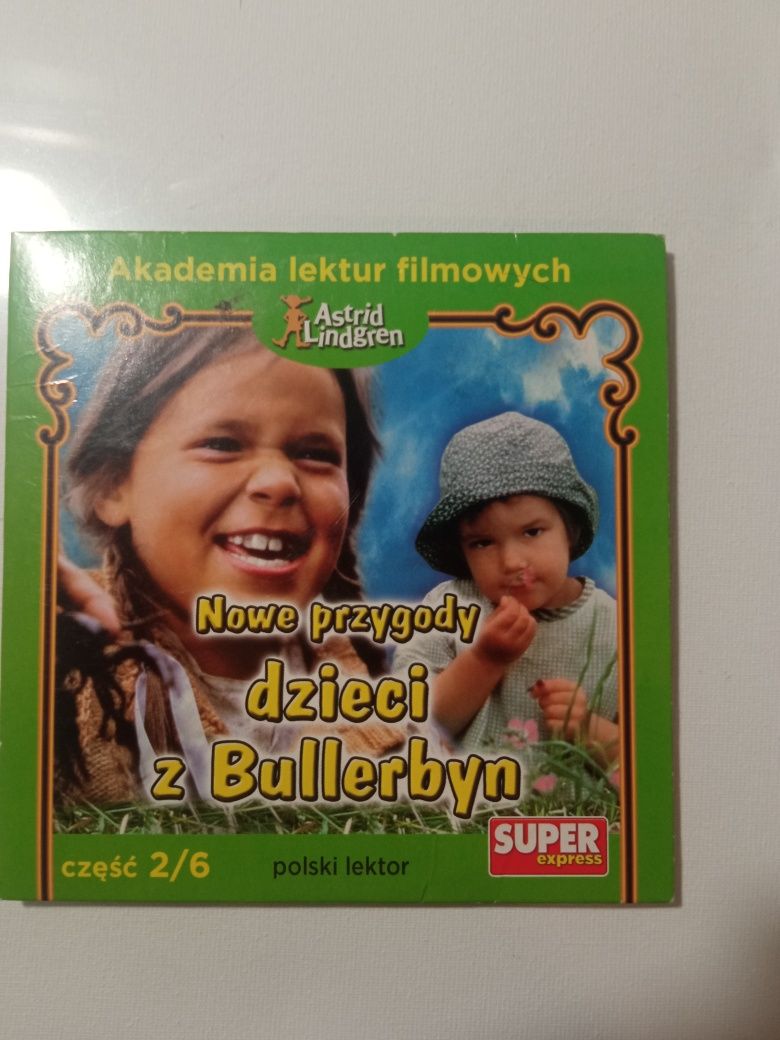 Akademia lektur filmowych
Astrid
Lindgren
Nowe przygody
dzieci
z Bullerbyn
SUPER
express
część 2/6
polski lektor